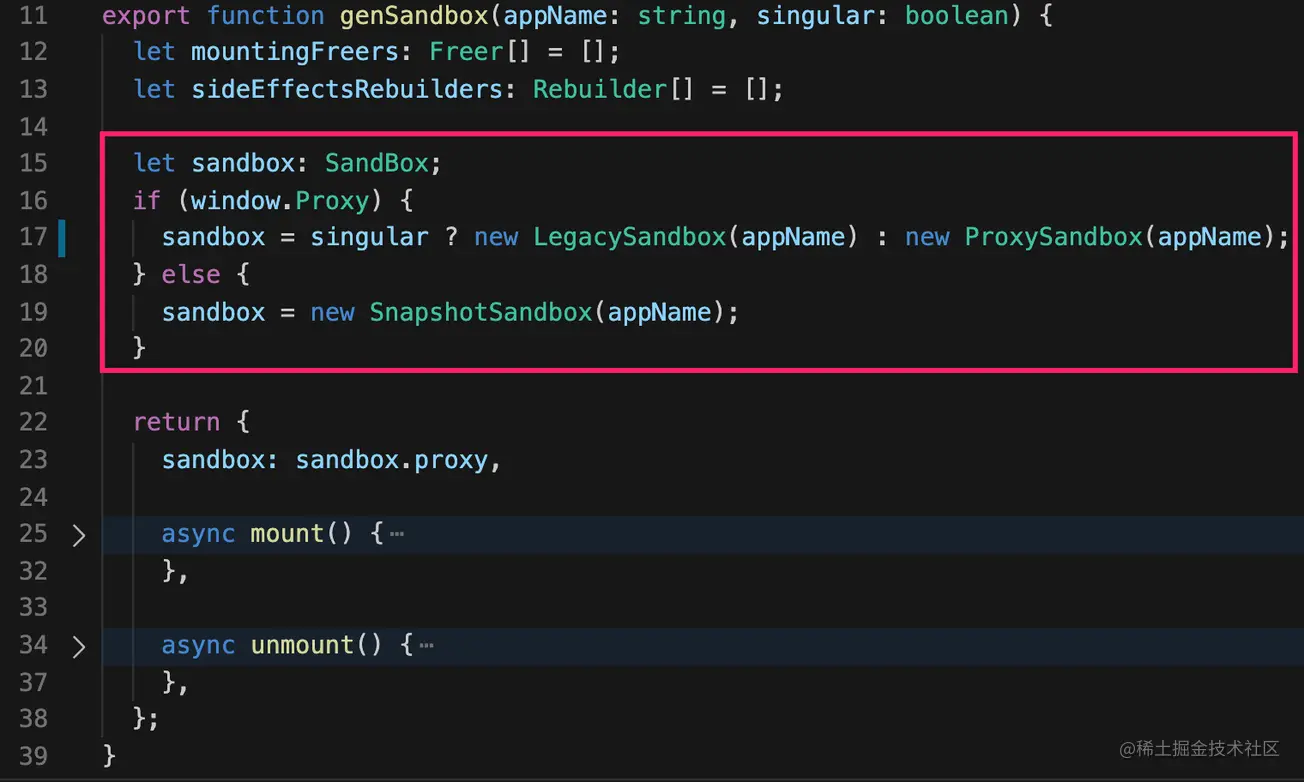 11 export function genSandbox(appName: string, singular: boolean) {
12 let mountingFreers: Freer[] = [];
13 let sideEffectsRebuilders: Rebuilder[] = [];
14
15 let sandbox: SandBox;
16 if (window.Proxy) {
17 sandbox = singular ? new LegacySandbox(appName) : new ProxySandbox(appName);
18 } else {
19 sandbox = new SnapshotSandbox(appName);
20 }
21
22 return {
23 sandbox: sandbox.proxy,
24
25 async mount() {…
32 },
33
34 async unmount() {…
37 },
38 };
39 }
@稀土掘金技术社区